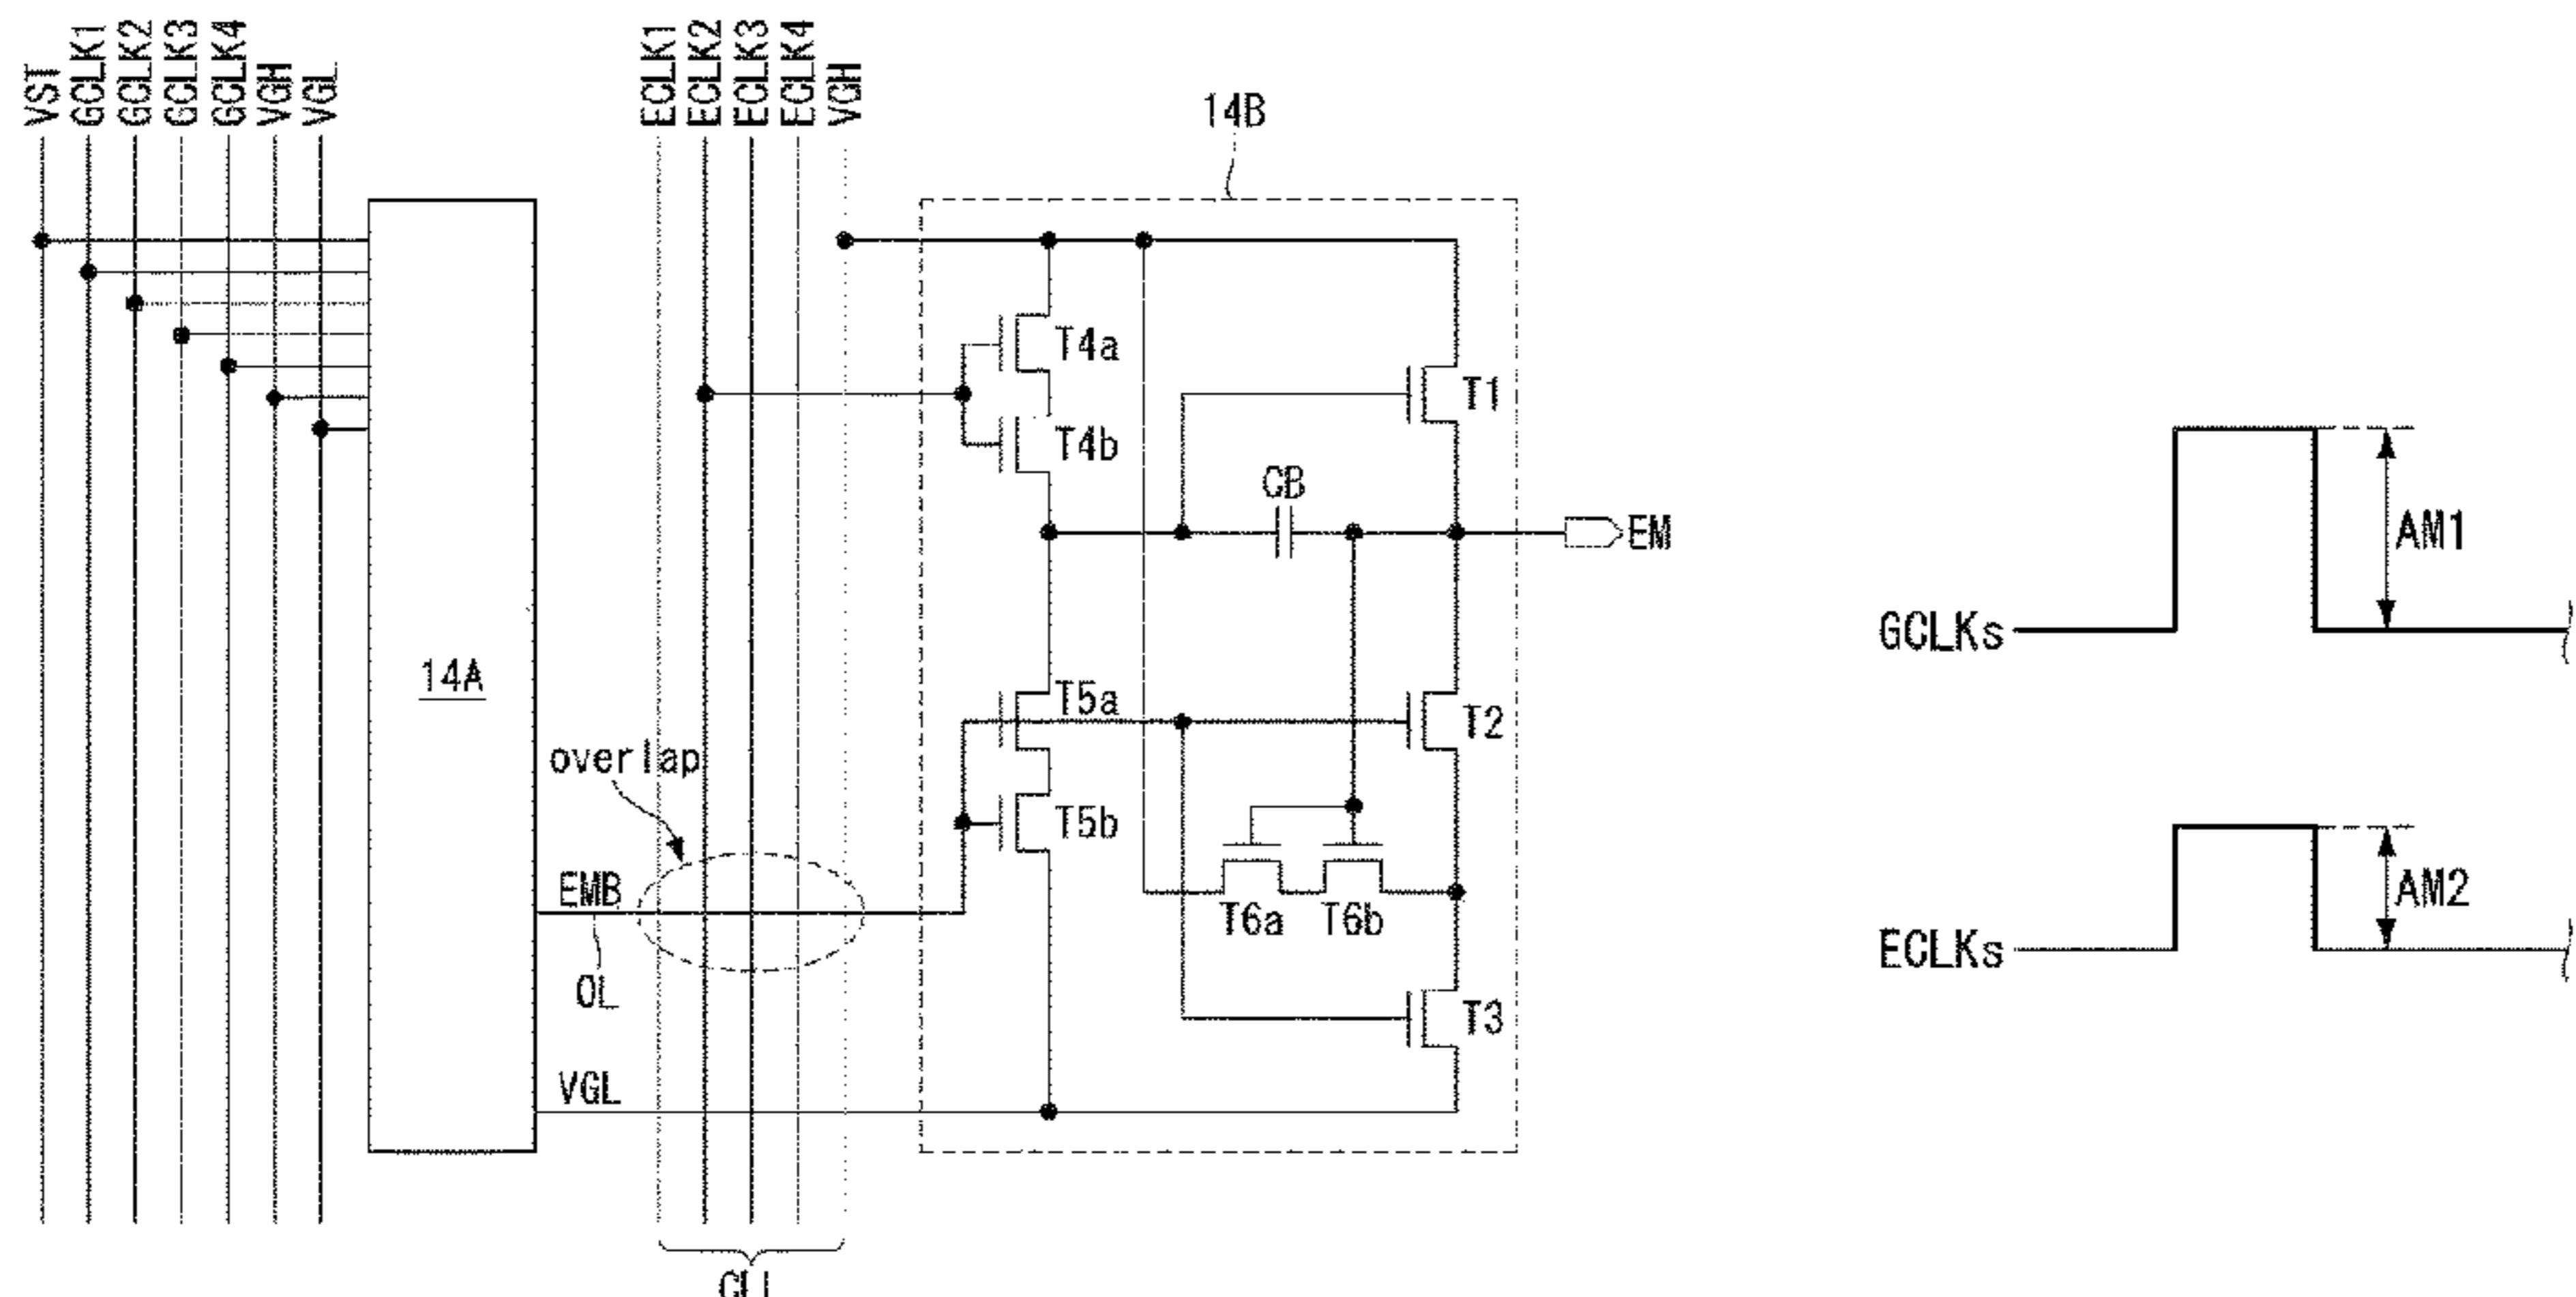 VST
GCLK1
GCLK2
GCLK3
GCLK4
VGH
VGL
ECLK1
ECLK2
ECLK3
ECLK4
VGH
14B
T4a
T4b
T1
CB
EM
14A
T5a
T2
overlap
T5b
EMB
OL
T6a T6b
T3
VGL
GCLKs
AM1
ECLKs
AM2